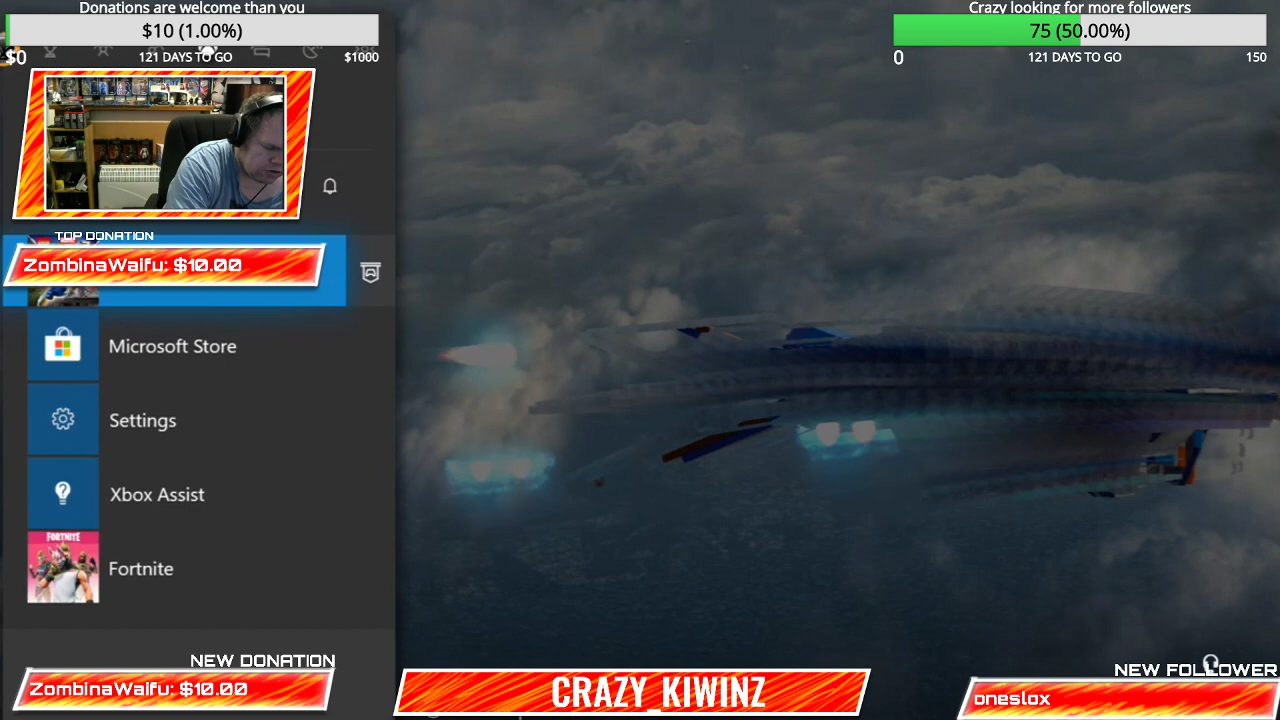 Donations are welcome than you
$10 (1.00%)
$0
121 DAYS TO GO
$1000
Crazy looking for more followers
75 (50.00%)
0
121 DAYS TO GO
150
TOP DONATION
ZombinaWaifu: $10.00
Microsoft Store
Settings
Xbox Assist
FORTNITE
Fortnite
NEW DONATION
ZombinaWaifu: $10.00
CRAZY_KIWINZ
NEW FOLLOWER
oneslox